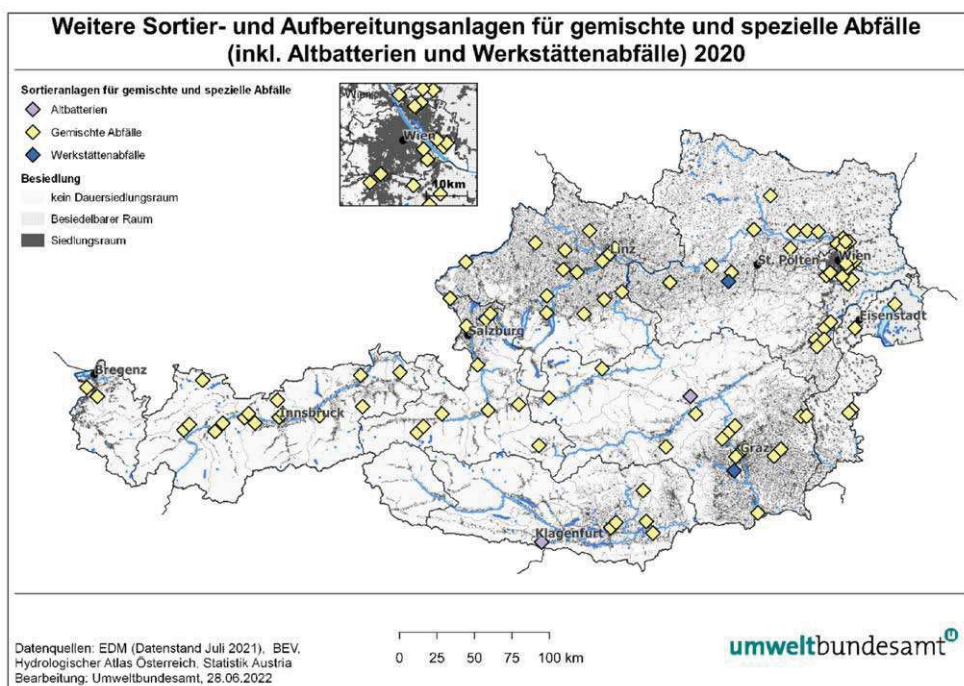 Weitere Sortier- und Aufbereitungsanlagen für gemischte und spezielle Abfälle
(inkl. Altbatterien und Werkstättenabfälle) 2020
Sortieranlagen für gemischte und spezielle Abfälle
Altbatterien
Gemischte Abfälle
Werkstättenabfälle
Besiedlung
kein Dauersiedlungsraum
Besiedelbarer Raum
Siedlungsraum
Wien
10km
Linz
St. Pölten
Wien
Eisenstadt
Salzburg
Bregenz
Innsbruck
Graz
Klagenfurt
Datenquellen: EDM (Datenstand Juli 2021), BEV,
Hydrologischer Atlas Österreich, Statistik Austria
Bearbeitung: Umweltbundesamt, 28.06.2022
0 25 50 75 100 km
umweltbundesamt